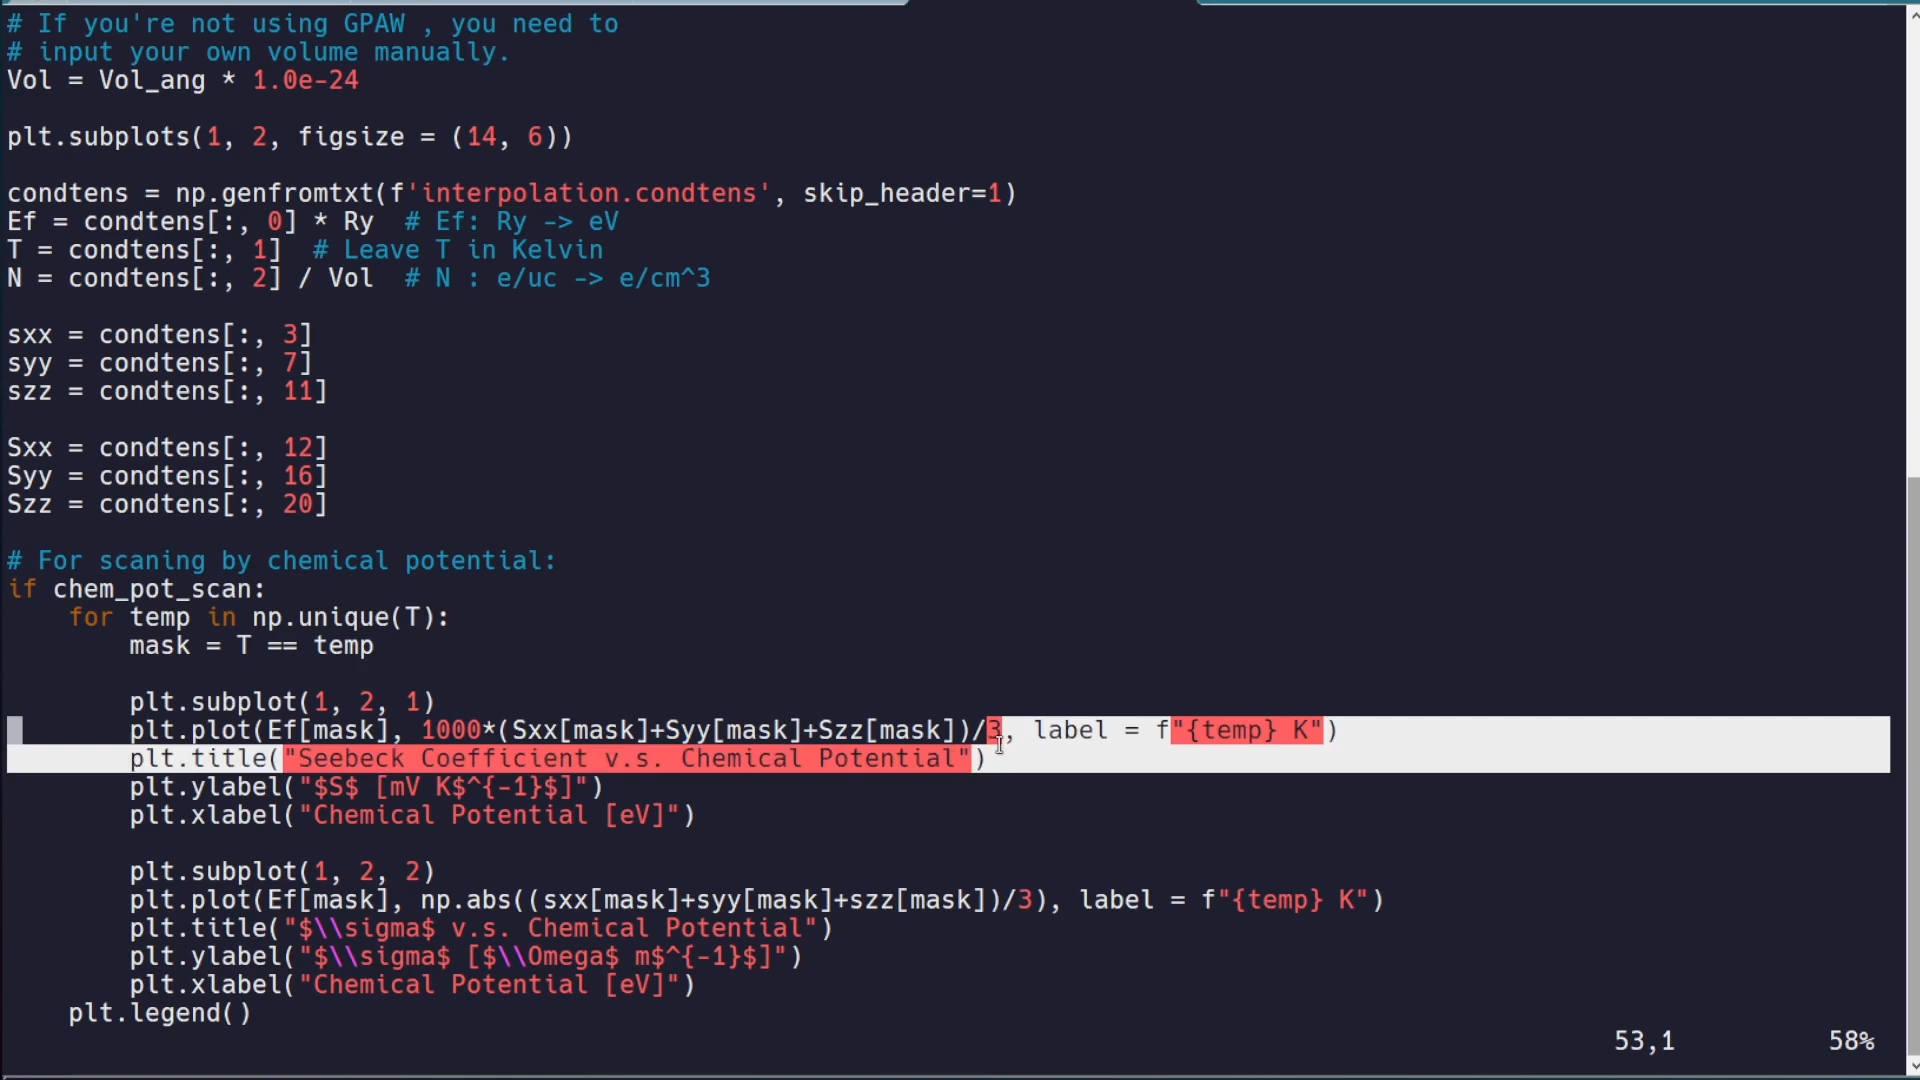 # If you're not using GPAW , you need to
# input your own volume manually.
Vol = Vol_ang * 1.0e-24
plt.subplots(1, 2, figsize = (14, 6))
condtens = np.genfromtxt(f'interpolation.condtens', skip_header=1)
Ef = condtens[:, 0] * Ry  # Ef: Ry -> eV
T = condtens[:, 1]  # Leave T in Kelvin
N = condtens[:, 2] / Vol  # N : e/uc -> e/cm^3
sxx = condtens[:, 3]
syy = condtens[:, 7]
szz = condtens[:, 11]
Sxx = condtens[:, 12]
Syy = condtens[:, 16]
Szz = condtens[:, 20]
# For scaning by chemical potential:
if chem_pot_scan:
    for temp in np.unique(T):
        mask = T == temp
        plt.subplot(1, 2, 1)
        plt.plot(Ef[mask], 1000*(Sxx[mask]+Syy[mask]+Szz[mask])/3, label = f"{temp} K")
        plt.title("Seebeck Coefficient v.s. Chemical Potential")
        plt.ylabel("$S$ [mV K$^{-1}$]")
        plt.xlabel("Chemical Potential [eV]")
        plt.subplot(1, 2, 2)
        plt.plot(Ef[mask], np.abs((sxx[mask]+syy[mask]+szz[mask])/3), label = f"{temp} K")
        plt.title("$\\sigma$ v.s. Chemical Potential")
        plt.ylabel("$\\sigma$ [$\\Omega$ m$^{-1}$]")
        plt.xlabel("Chemical Potential [eV]")
    plt.legend()
53,1 58%